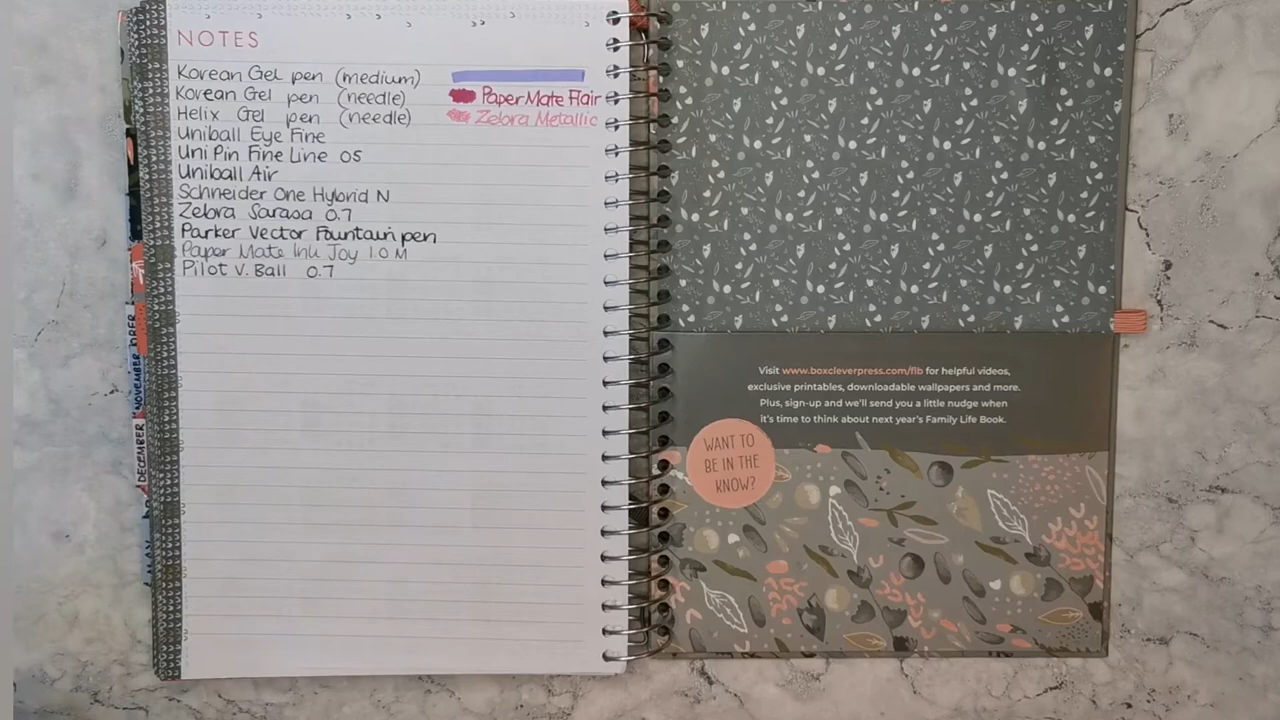 NOTES
Korean Gel pen (medium)
Korean Gel pen (needle) PaperMate Flair
Helix Gel pen (needle) Zebra Metallic
Uniball Eye Fine
Uni Pin Fine Line 05
Uniball Air
Schneider One Hybrid N
Zebra Sarasa 0.7
Parker Vector Fountain pen
Paper Mate Ink Joy 1.0 M
Pilot V. Ball 0.7
NOVEMBER
DECEMBER
Visit www.boxcleverpress.com/flb for helpful videos,
exclusive printables, downloadable wallpapers and more.
Plus, sign-up and we'll send you a little nudge when
it's time to think about next year's Family Life Book.
WANT TO
BE IN THE
KNOW?